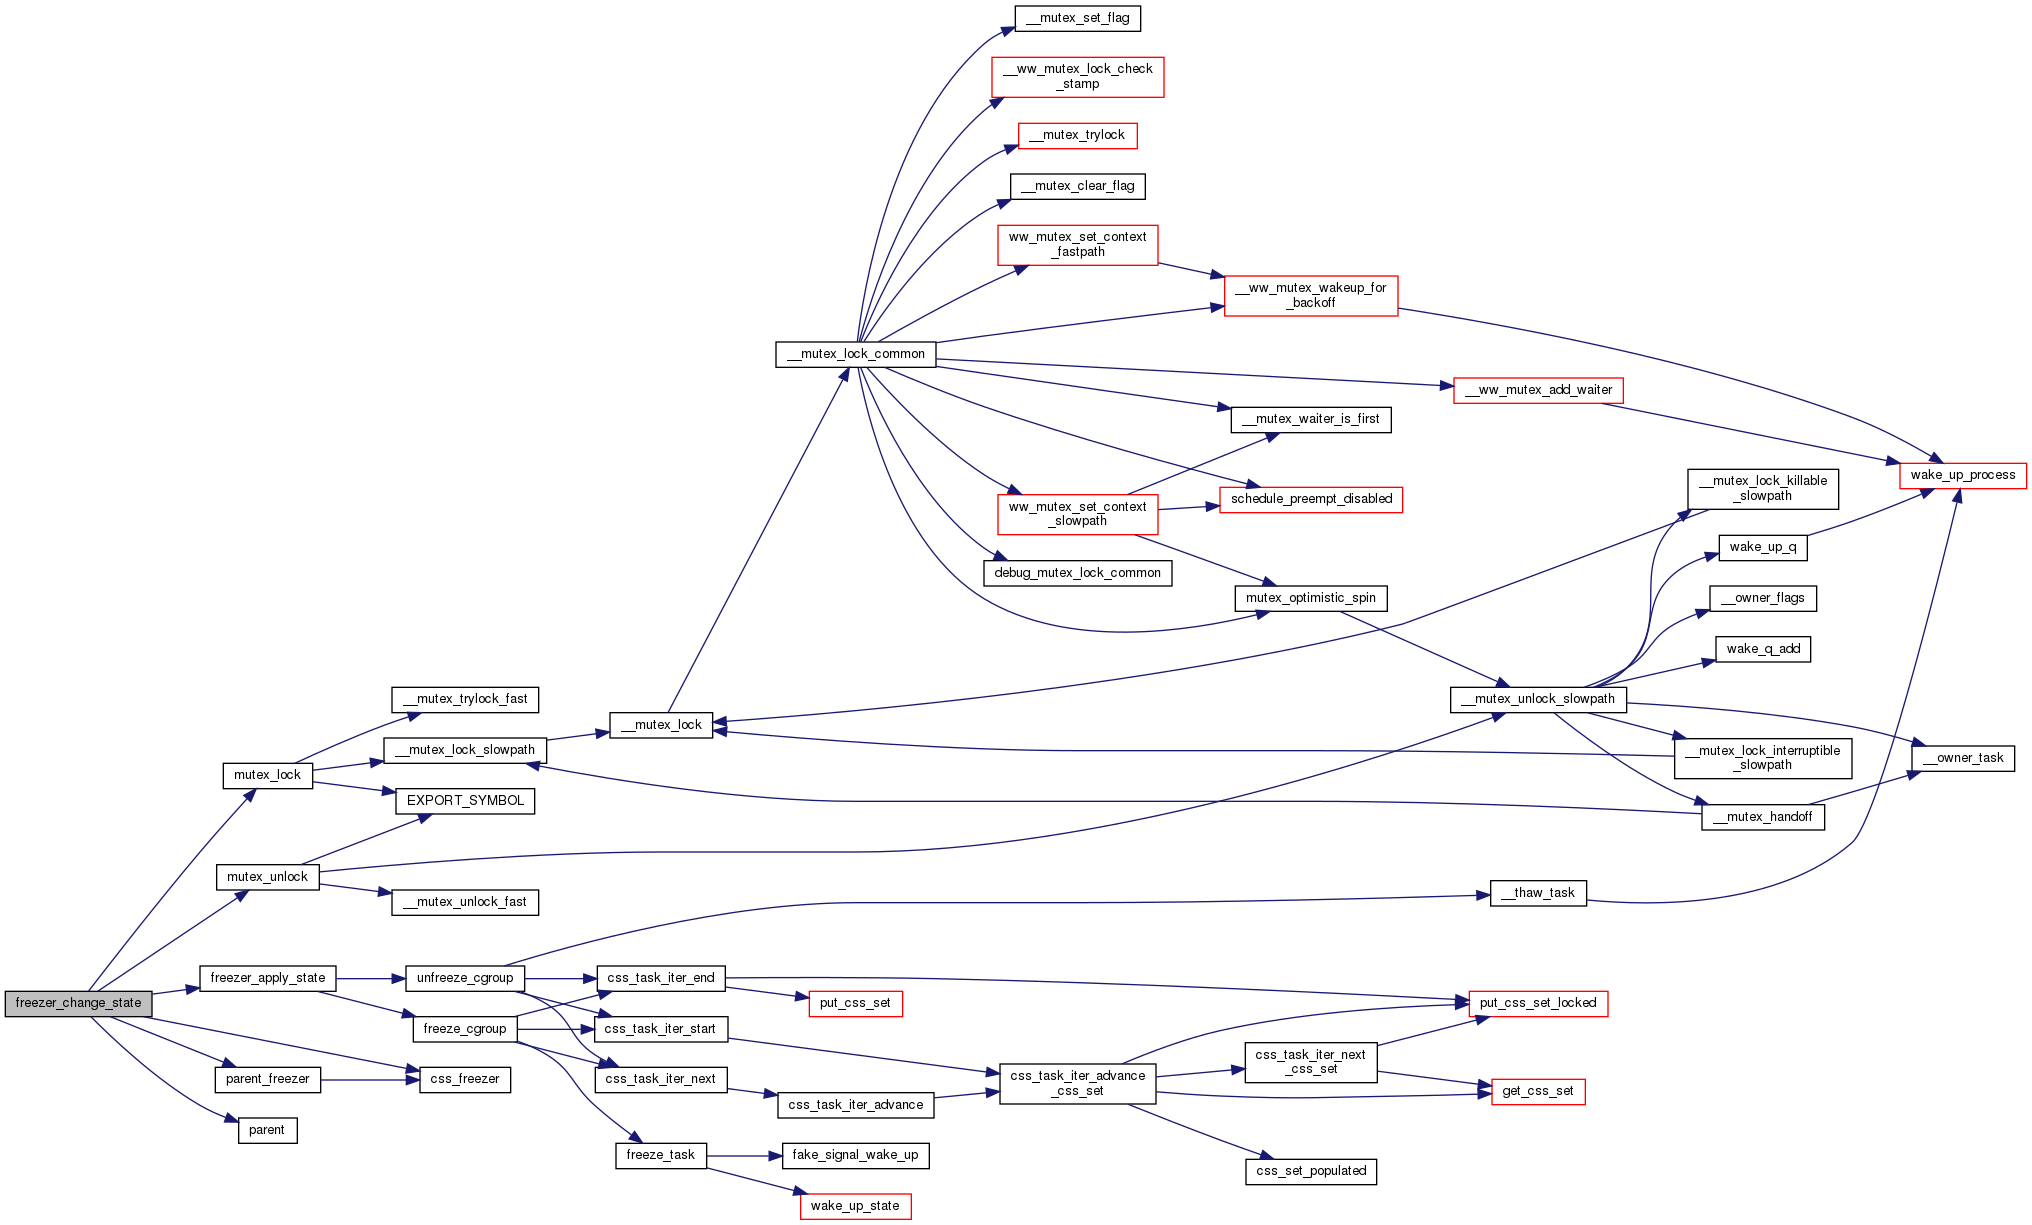 __mutex_set_flag
__ww_mutex_lock_check
_stamp
__mutex_trylock
__mutex_clear_flag
ww_mutex_set_context
_fastpath
__ww_mutex_wakeup_for
_backoff
__mutex_lock_common
__ww_mutex_add_waiter
__mutex_waiter_is_first
wake_up_process
__mutex_lock_killable
_slowpath
schedule_preempt_disabled
ww_mutex_set_context
_slowpath
wake_up_q
debug_mutex_lock_common
mutex_optimistic_spin
__owner_flags
wake_q_add
__mutex_trylock_fast
__mutex_unlock_slowpath
__mutex_lock
__mutex_lock_slowpath
__mutex_lock_interruptible
_slowpath
__owner_task
mutex_lock
EXPORT_SYMBOL
__mutex_handoff
mutex_unlock
__mutex_unlock_fast
__thaw_task
freezer_apply_state
unfreeze_cgroup
css_task_iter_end
freezer_change_state
put_css_set
put_css_set_locked
freeze_cgroup
css_task_iter_start
css_task_iter_next
_css_set
parent_freezer
css_freezer
css_task_iter_next
css_task_iter_advance
_css_set
get_css_set
css_task_iter_advance
parent
freeze_task
fake_signal_wake_up
css_set_populated
wake_up_state